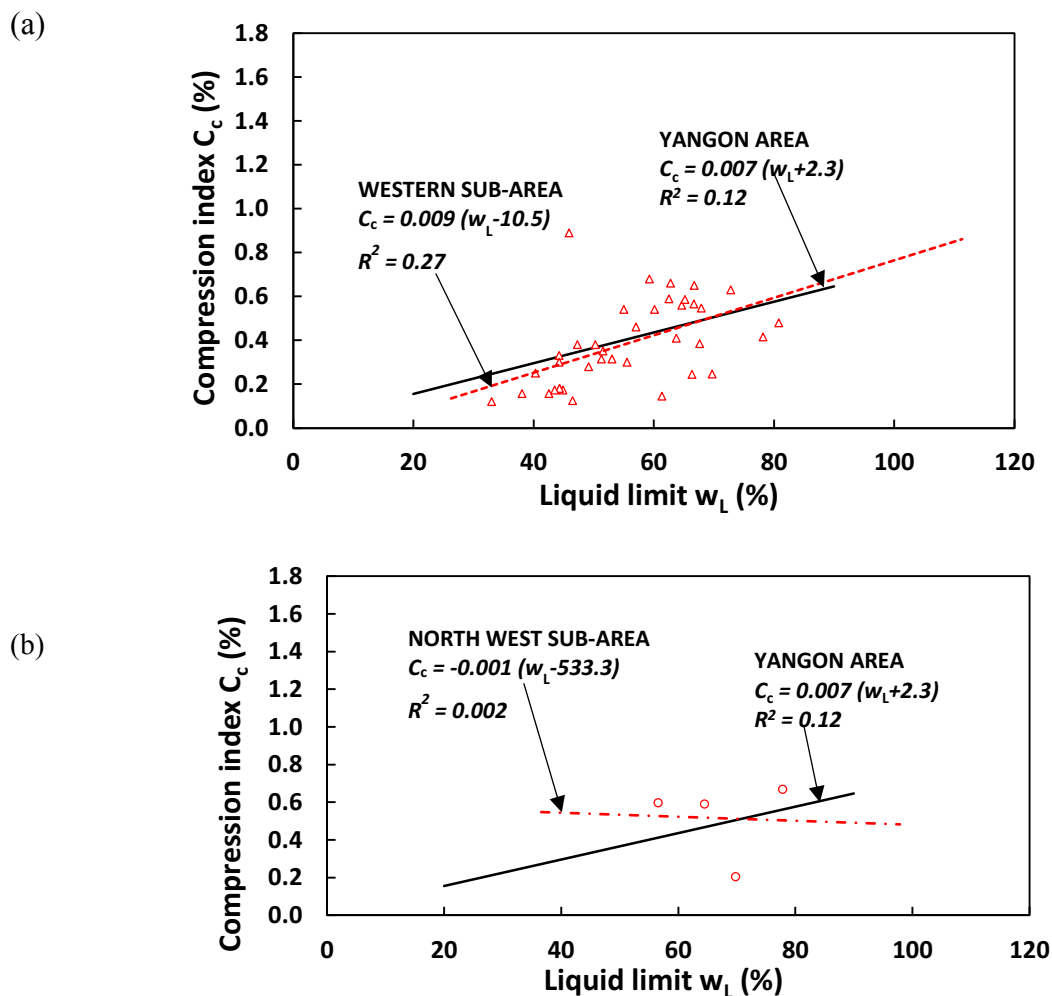 (a)
Compression index Cc (%)
1.8
1.6
1.4
1.2
1.0
0.8
0.6
0.4
0.2
0.0
WESTERN SUB-AREA
Cc = 0.009 (wL-10.5)
R2 = 0.27
YANGON AREA
Cc = 0.007 (wL+2.3)
R2 = 0.12
0 20 40 60 80 100 120
Liquid limit wL (%)
(b)
Compression index Cc (%)
1.8
1.6
1.4
1.2
1.0
0.8
0.6
0.4
0.2
0.0
NORTH WEST SUB-AREA
Cc = -0.001 (wL-533.3)
R2 = 0.002
YANGON AREA
Cc = 0.007 (wL+2.3)
R2 = 0.12
0 20 40 60 80 100 120
Liquid limit wL (%)